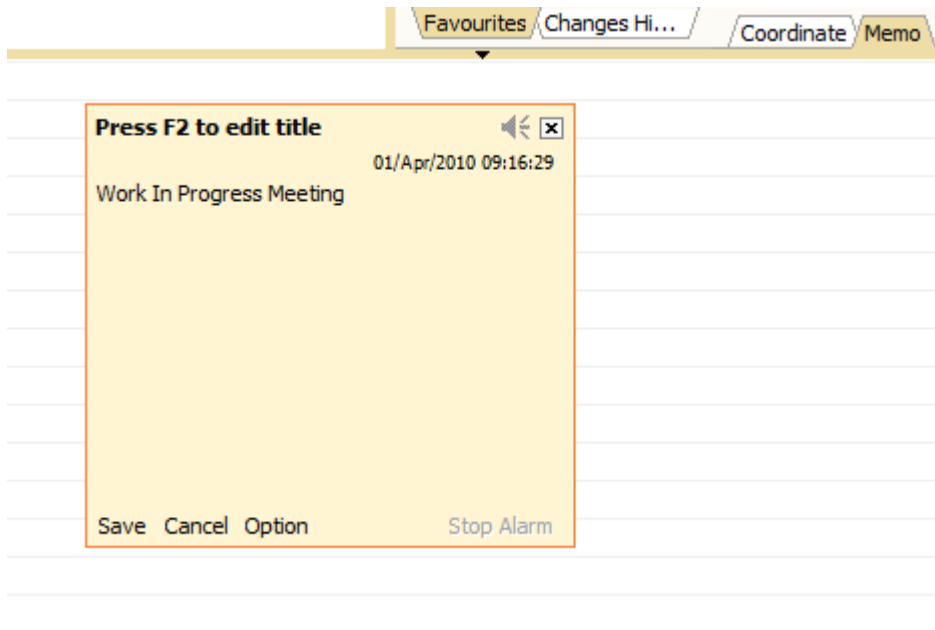 Favourites Changes Hi... Coordinate Memo
Press F2 to edit title
01/Apr/2010 09:16:29
Work In Progress Meeting
Save Cancel Option Stop Alarm